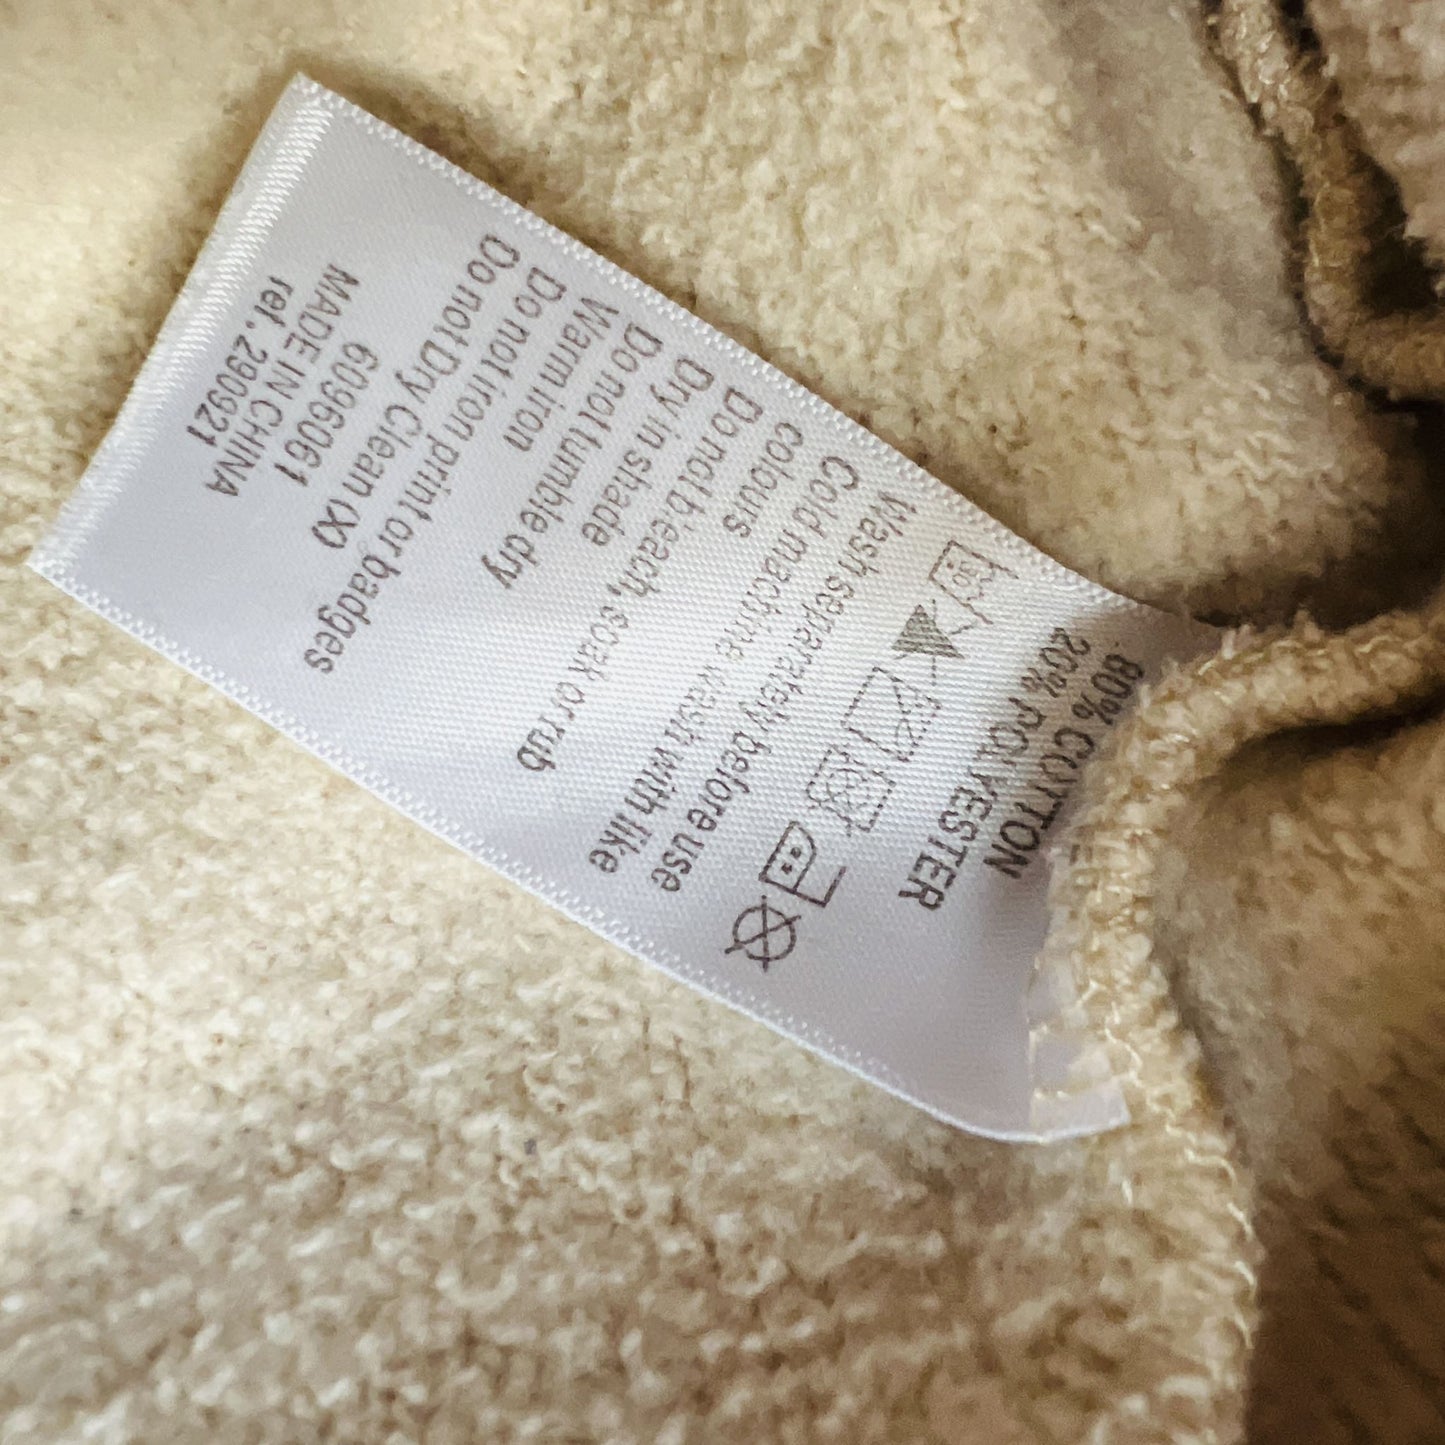 80% COTTON
20% POLYESTER
30
Wash separately before use
Cold machine wash with like
colours
Do not bleach, soak or rub
Dry in shade
Do not tumble dry
Warm iron
Do not iron print or badges
Do not Dry Clean (X)
6096061
MADE IN CHINA
ref. 290921